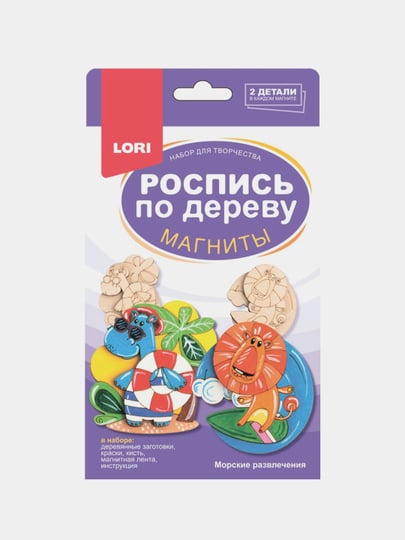 2 ДЕТАЛИ
В КАЖДОМ МАГНИТЕ
LORI
НАБОР ДЛЯ ТВОРЧЕСТВА
РОСПИСЬ
по дереву
МАГНИТЫ
в наборе:
деревянные заготовки,
краски, кисть,
магнитная лента,
инструкция
Морские развлечения